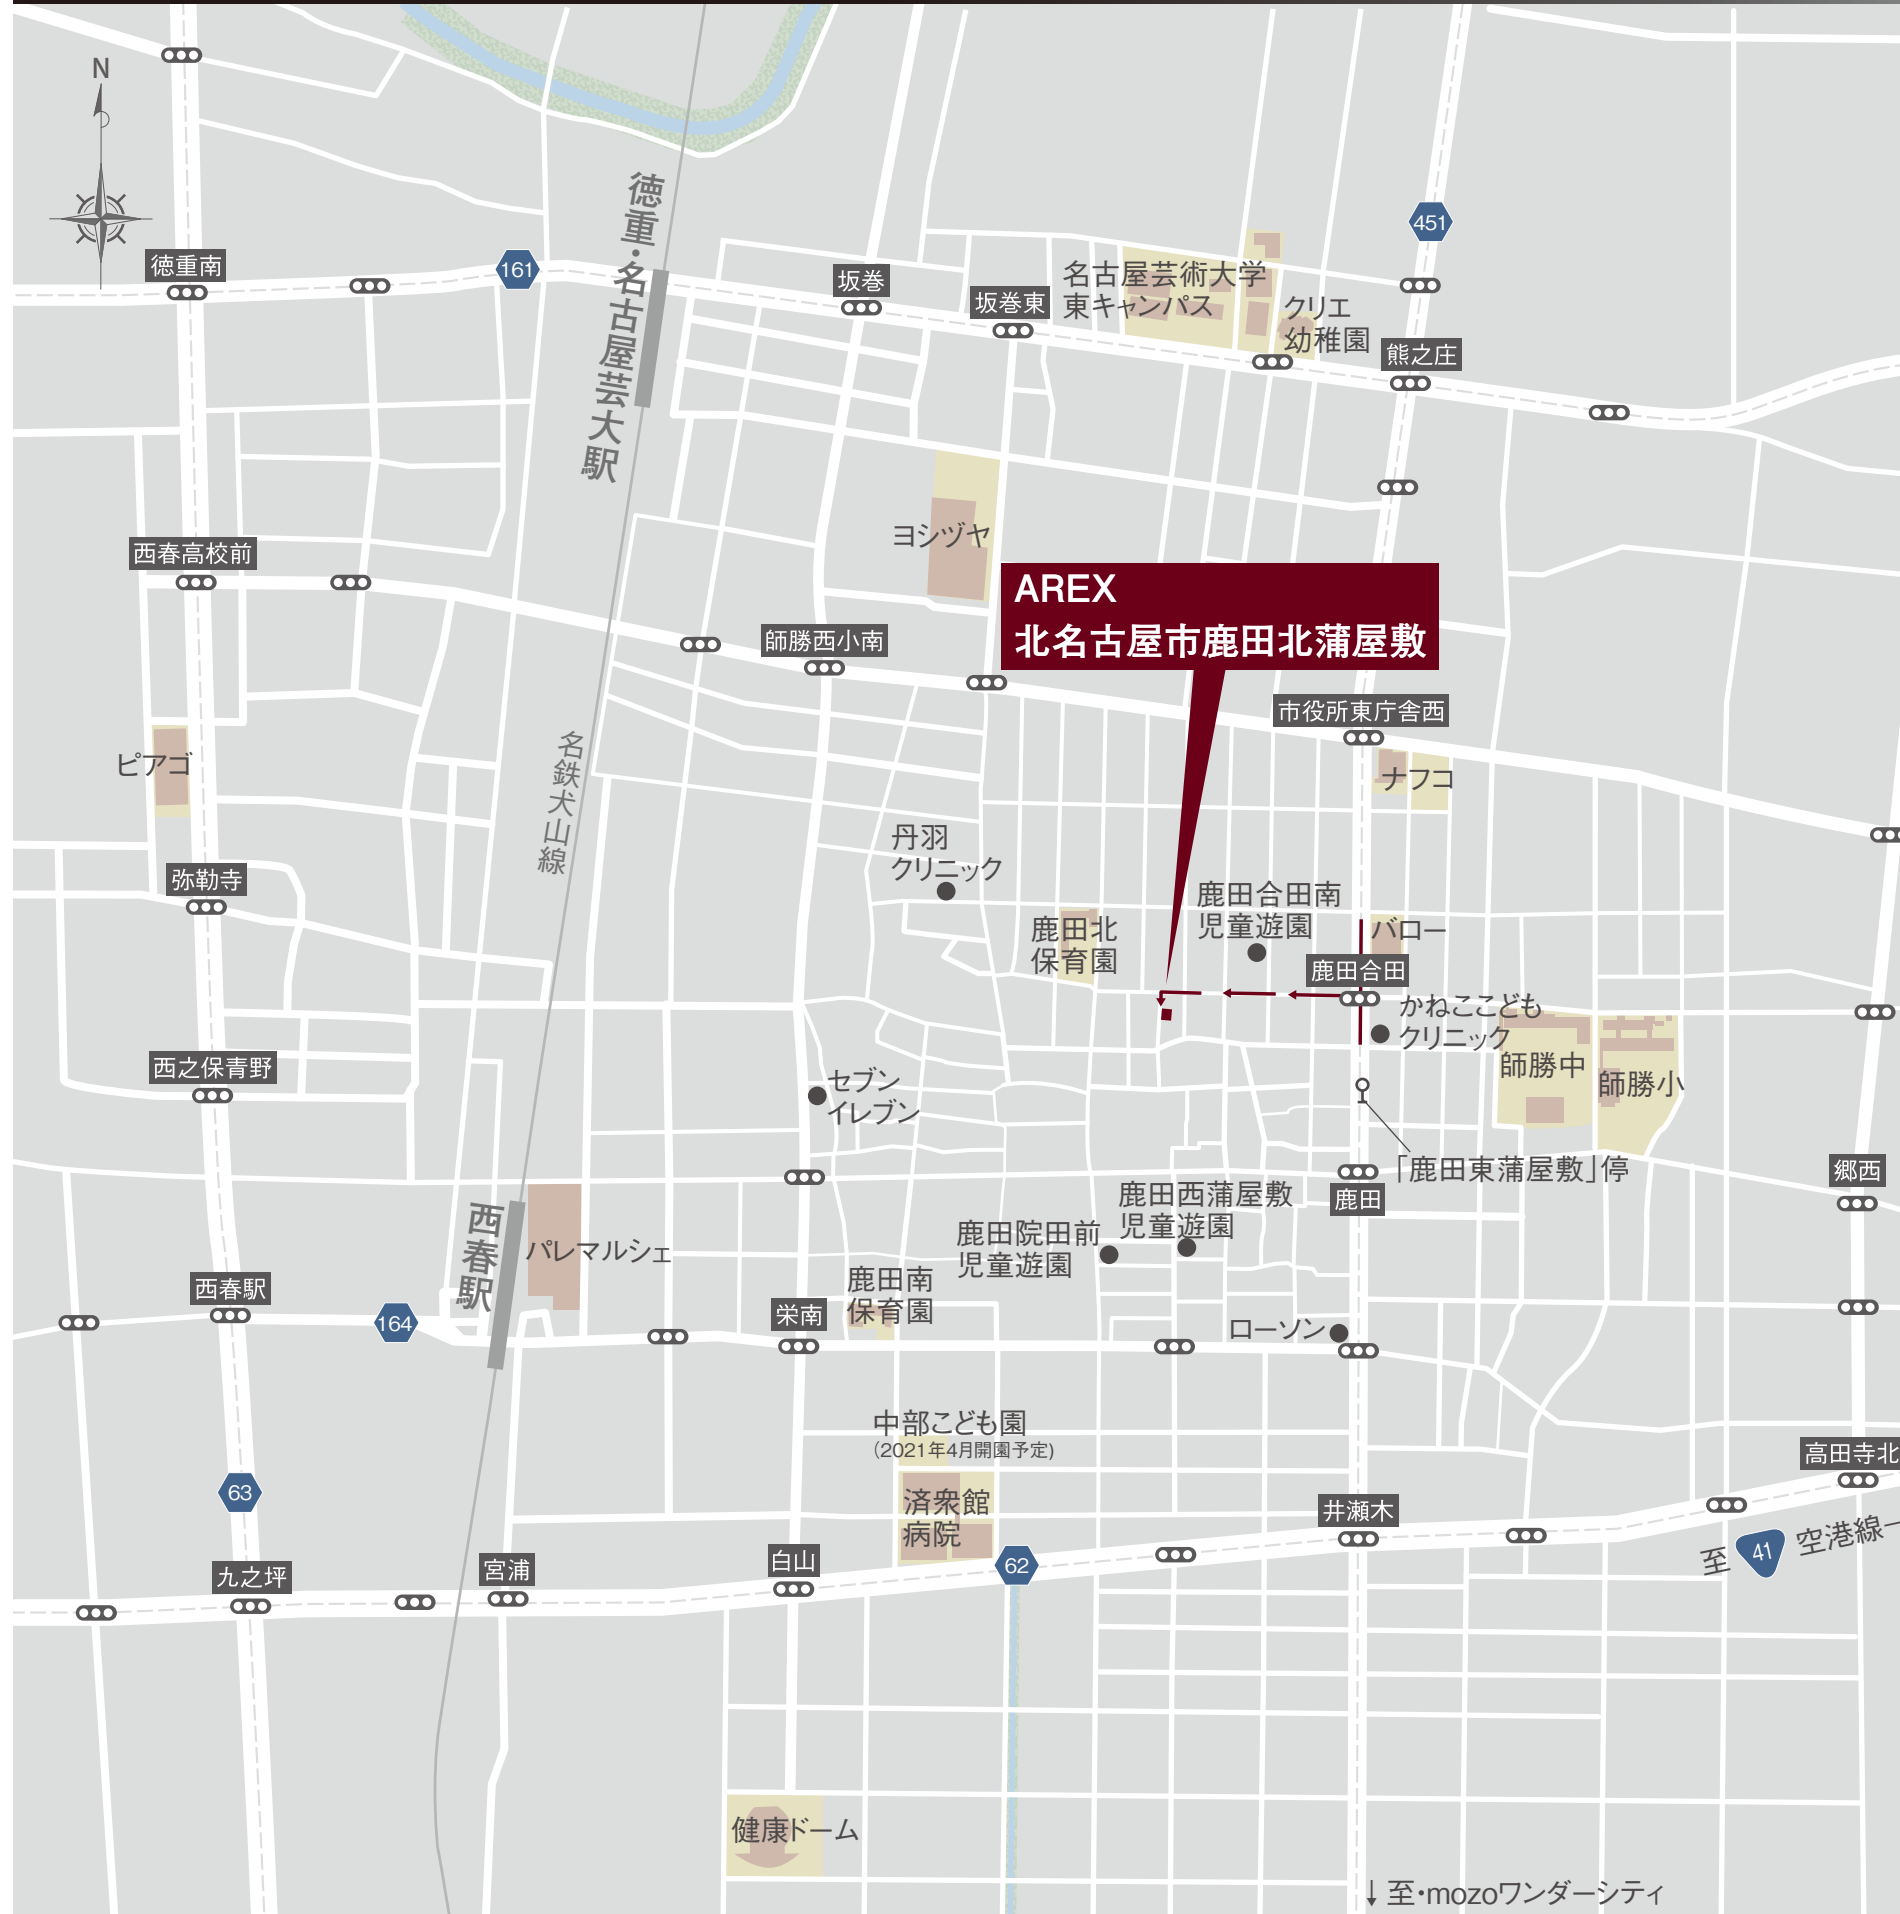 N
徳重・名古屋芸大駅
451
徳重南
161
坂巻
坂巻東
名古屋芸術大学
東キャンパス
クリエ
幼稚園
熊之庄
ヨシヅヤ
西春高校前
AREX
北名古屋市鹿田北蒲屋敷
師勝西小南
市役所東庁舎西
ピアゴ
名鉄犬山線
ナフコ
丹羽
クリニック
弥勒寺
鹿田合田南
児童遊園
鹿田北
保育園
バロー
鹿田合田
かねここども
クリニック
西之保青野
師勝中
師勝小
セブン
イレブン
「鹿田東蒲屋敷」停
郷西
鹿田
鹿田西蒲屋敷
児童遊園
鹿田院田前
児童遊園
西春駅
パレマルシェ
鹿田南
保育園
西春駅
164
栄南
ローソン
中部こども園
(2021年4月開園予定)
高田寺北
63
済衆館
病院
井瀬木
至 41 空港線
九之坪
宮浦
白山
62
健康ドーム
↓ 至・mozoワンダーシティ